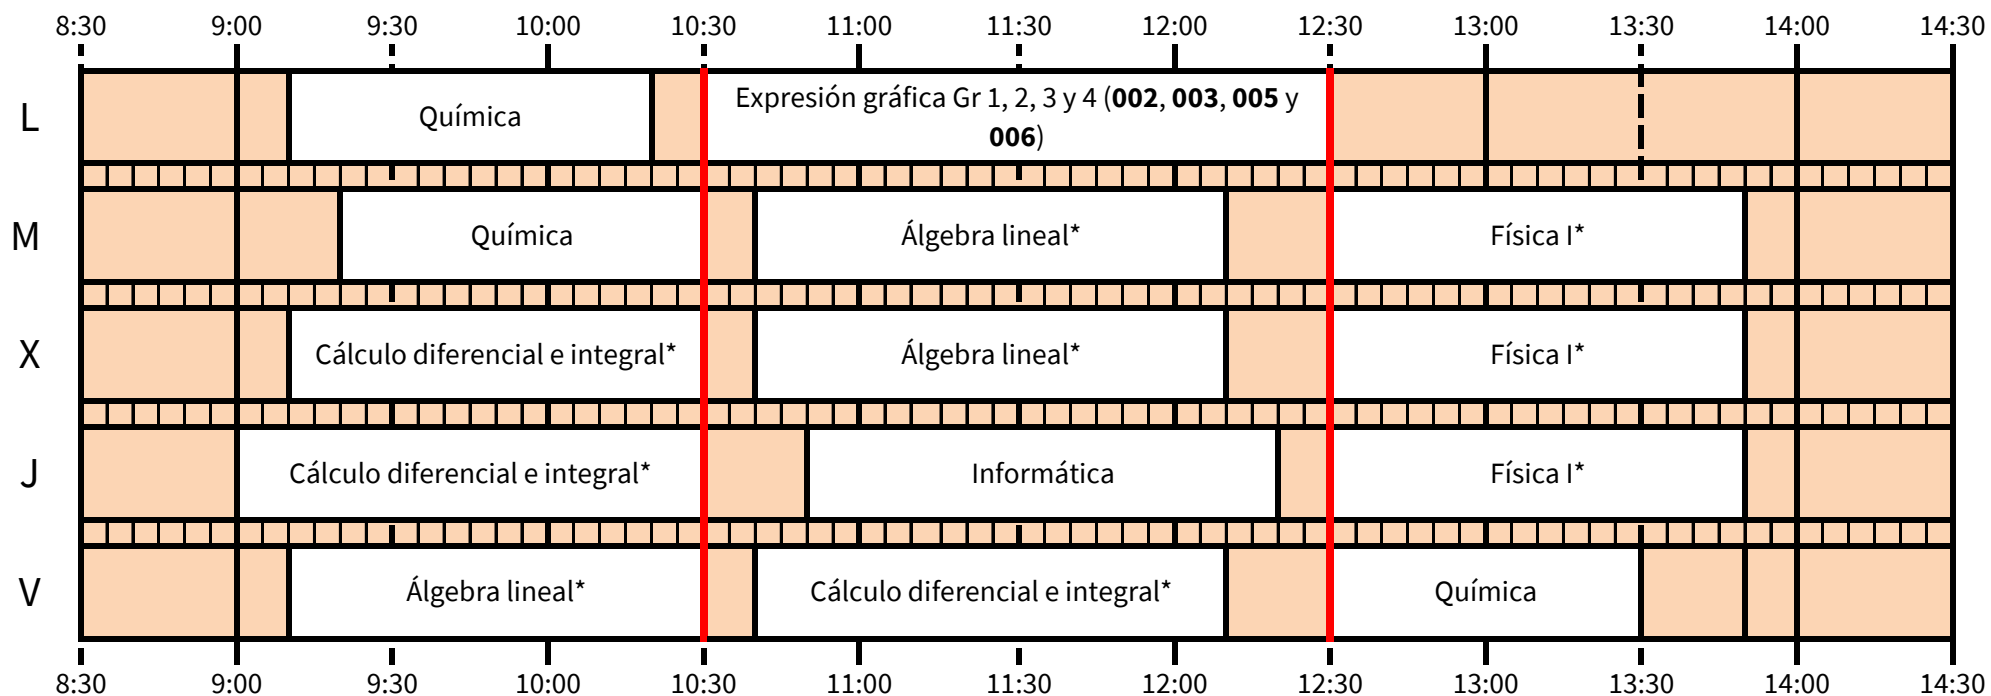 8:30 9:00 9:30 10:00 10:30 11:00 11:30 12:00 12:30 13:00 13:30 14:00 14:30
L Química Expresión gráfica Gr 1, 2, 3 y 4 (002, 003, 005 y
006)
M Química Álgebra lineal* Física I*
X Cálculo diferencial e integral* Álgebra lineal* Física I*
J Cálculo diferencial e integral* Informática Física I*
V Álgebra lineal* Cálculo diferencial e integral* Química
8:30 9:00 9:30 10:00 10:30 11:00 11:30 12:00 12:30 13:00 13:30 14:00 14:30